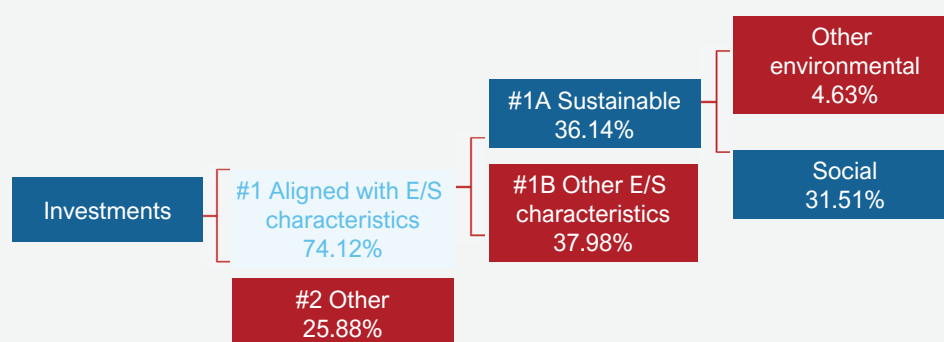 Investments
#1 Aligned with E/S
characteristics
74.12%
#2 Other
25.88%
#1A Sustainable
36.14%
#1B Other E/S
characteristics
37.98%
Other
environmental
4.63%
Social
31.51%